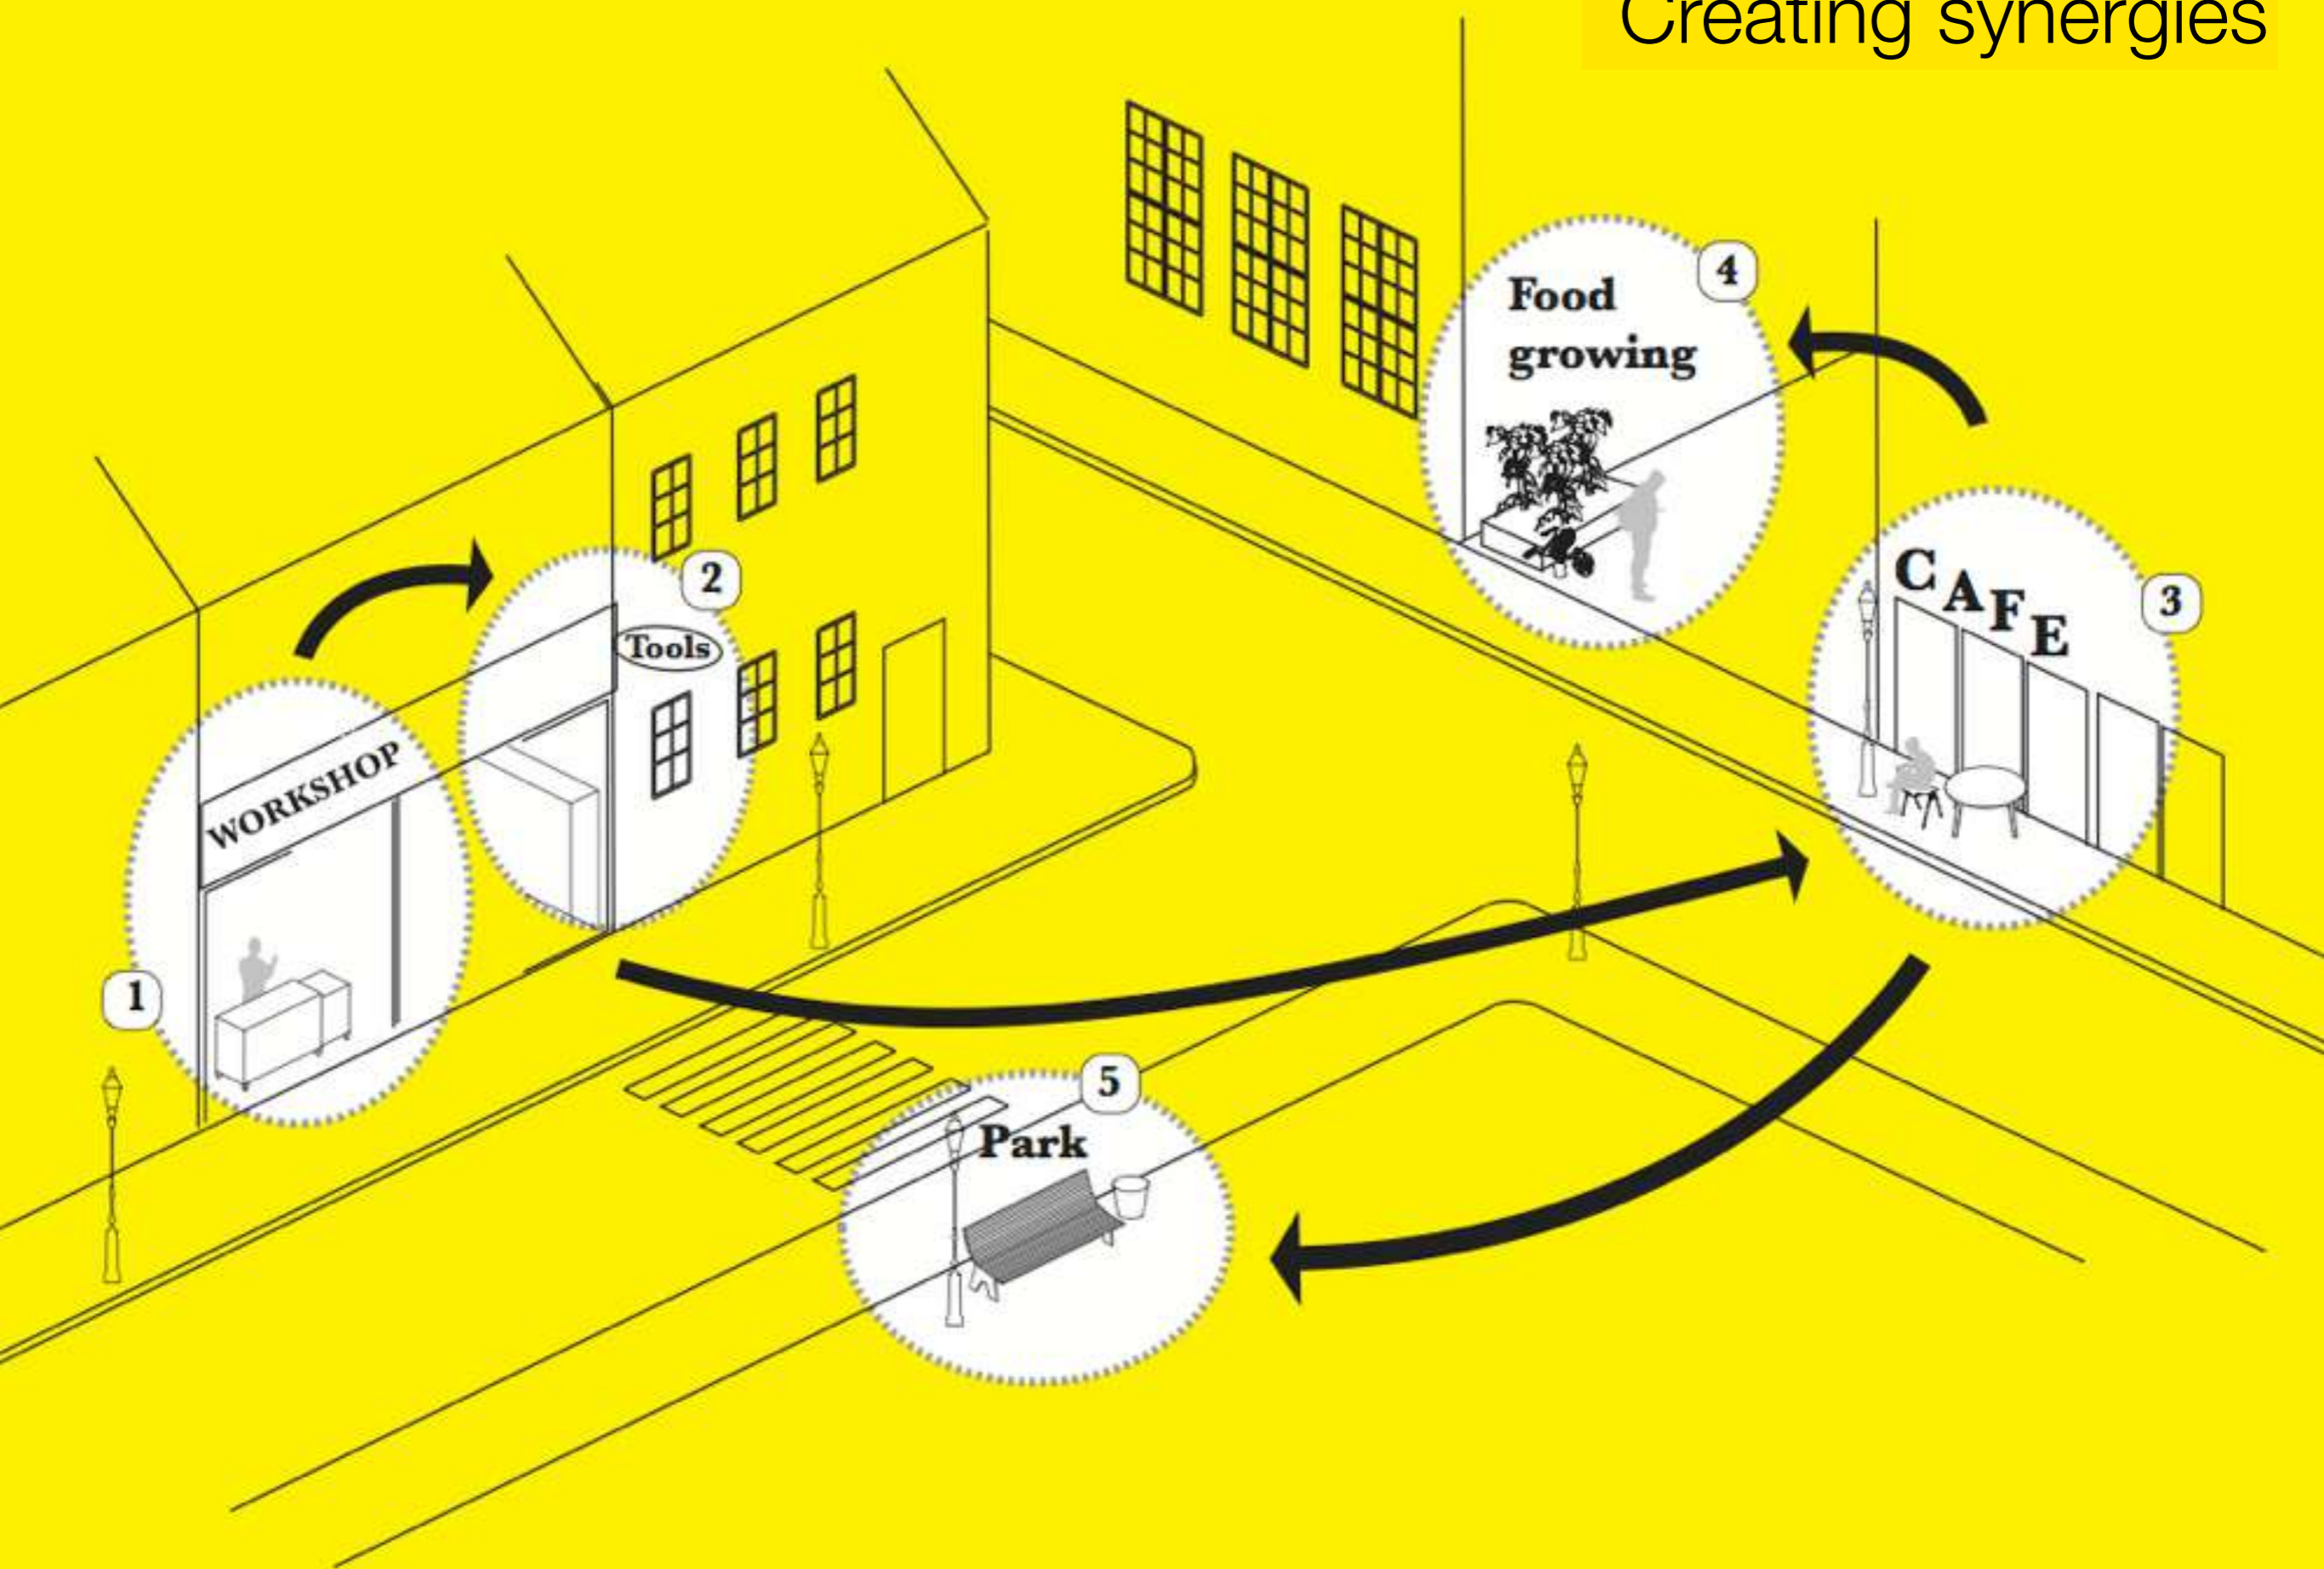 Creating synergies
4
Food
growing
CAFE
3
2
Tools
WORKSHOP
1
5
Park